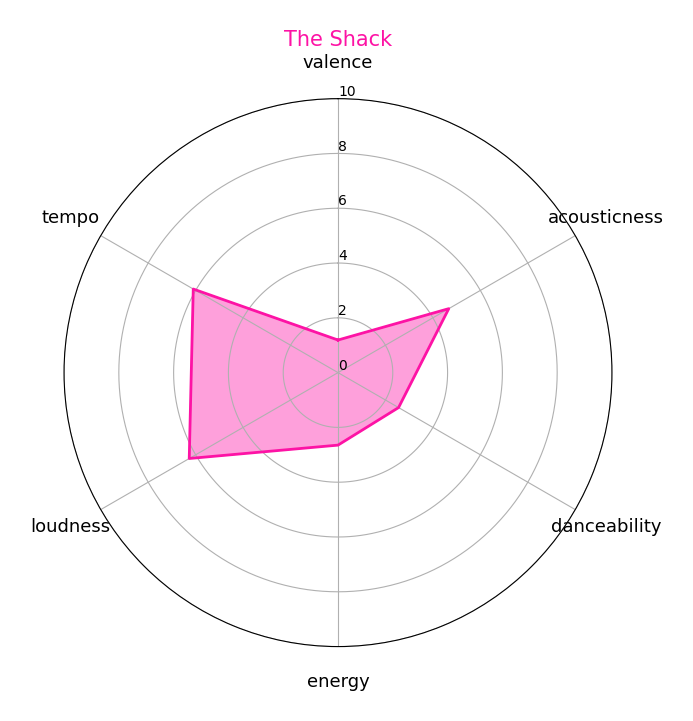 The Shack
valence
10
8
acousticness
tempo
6
4
2
0
loudness
danceability
energy